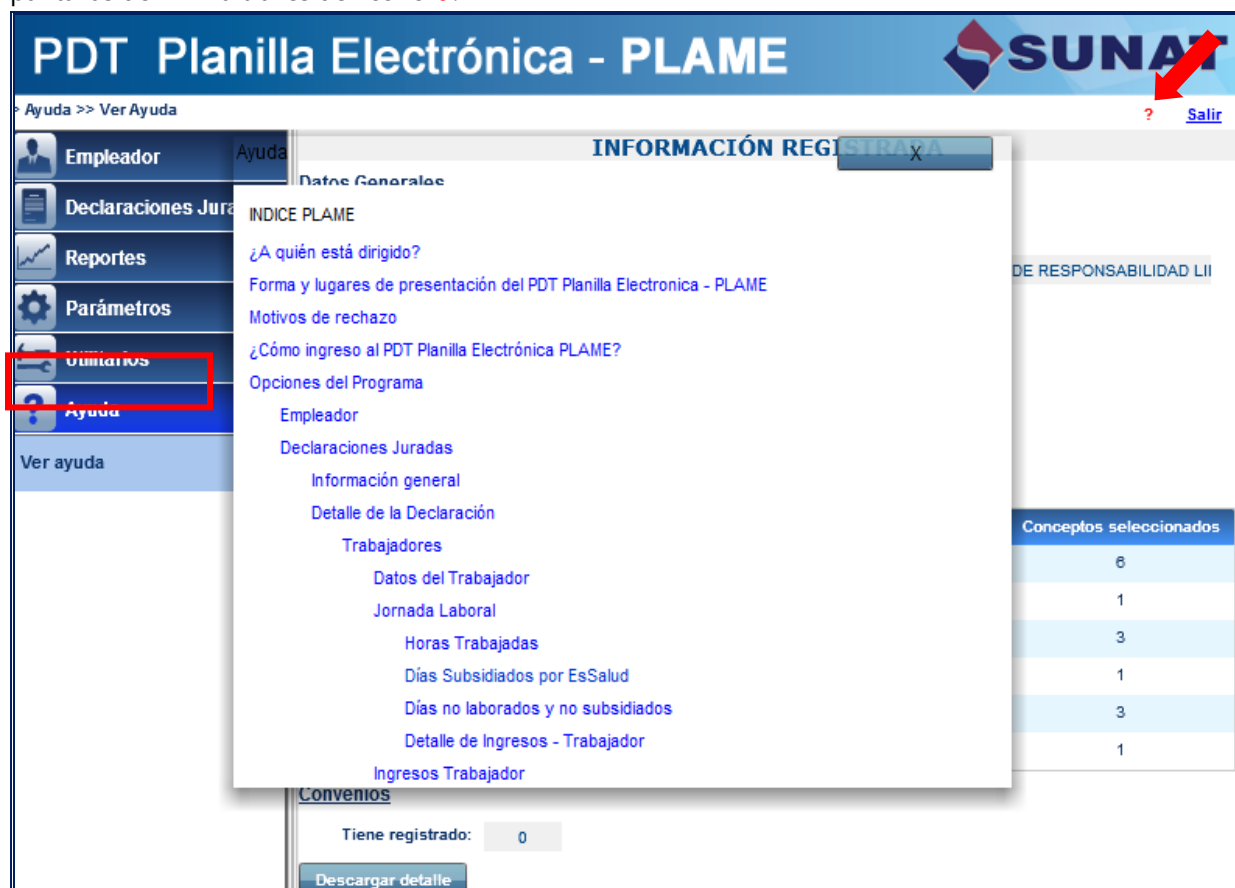 PDT Planilla Electrónica - PLAME
SUNAT
> Ayuda >> Ver Ayuda
? Salir
Empleador
Declaraciones Jura
Reportes
Parámetros
Utilitarios
Ayuda
Ver ayuda
Ayuda
INFORMACIÓN REGISTRADA
X
Datos Generales
INDICE PLAME
¿A quién está dirigido?
Forma y lugares de presentación del PDT Planilla Electronica - PLAME
Motivos de rechazo
¿Cómo ingreso al PDT Planilla Electrónica PLAME?
Opciones del Programa
Empleador
Declaraciones Juradas
Información general
Detalle de la Declaración
Trabajadores
Datos del Trabajador
Jornada Laboral
Horas Trabajadas
Días Subsidiados por EsSalud
Días no laborados y no subsidiados
Detalle de Ingresos - Trabajador
Ingresos Trabajador
DE RESPONSABILIDAD LI
Conceptos seleccionados
6
1
3
1
3
1
Convenios
Tiene registrado: 0
Descargar detalle